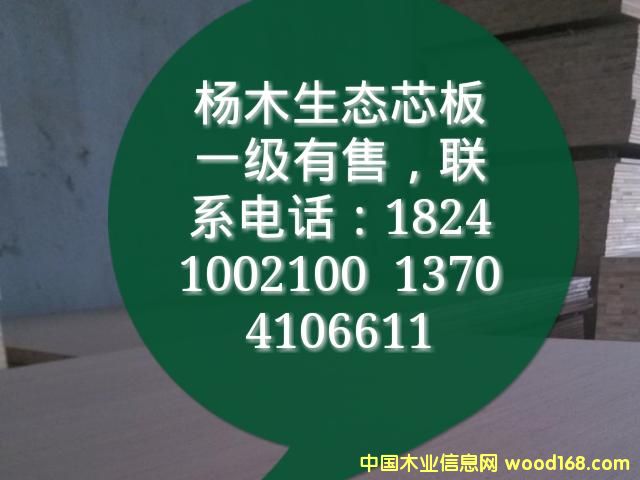 杨木生态芯板
一级有售，联
系电话：1824
1002100 1370
4106611
中国木业信息网 wood168.com